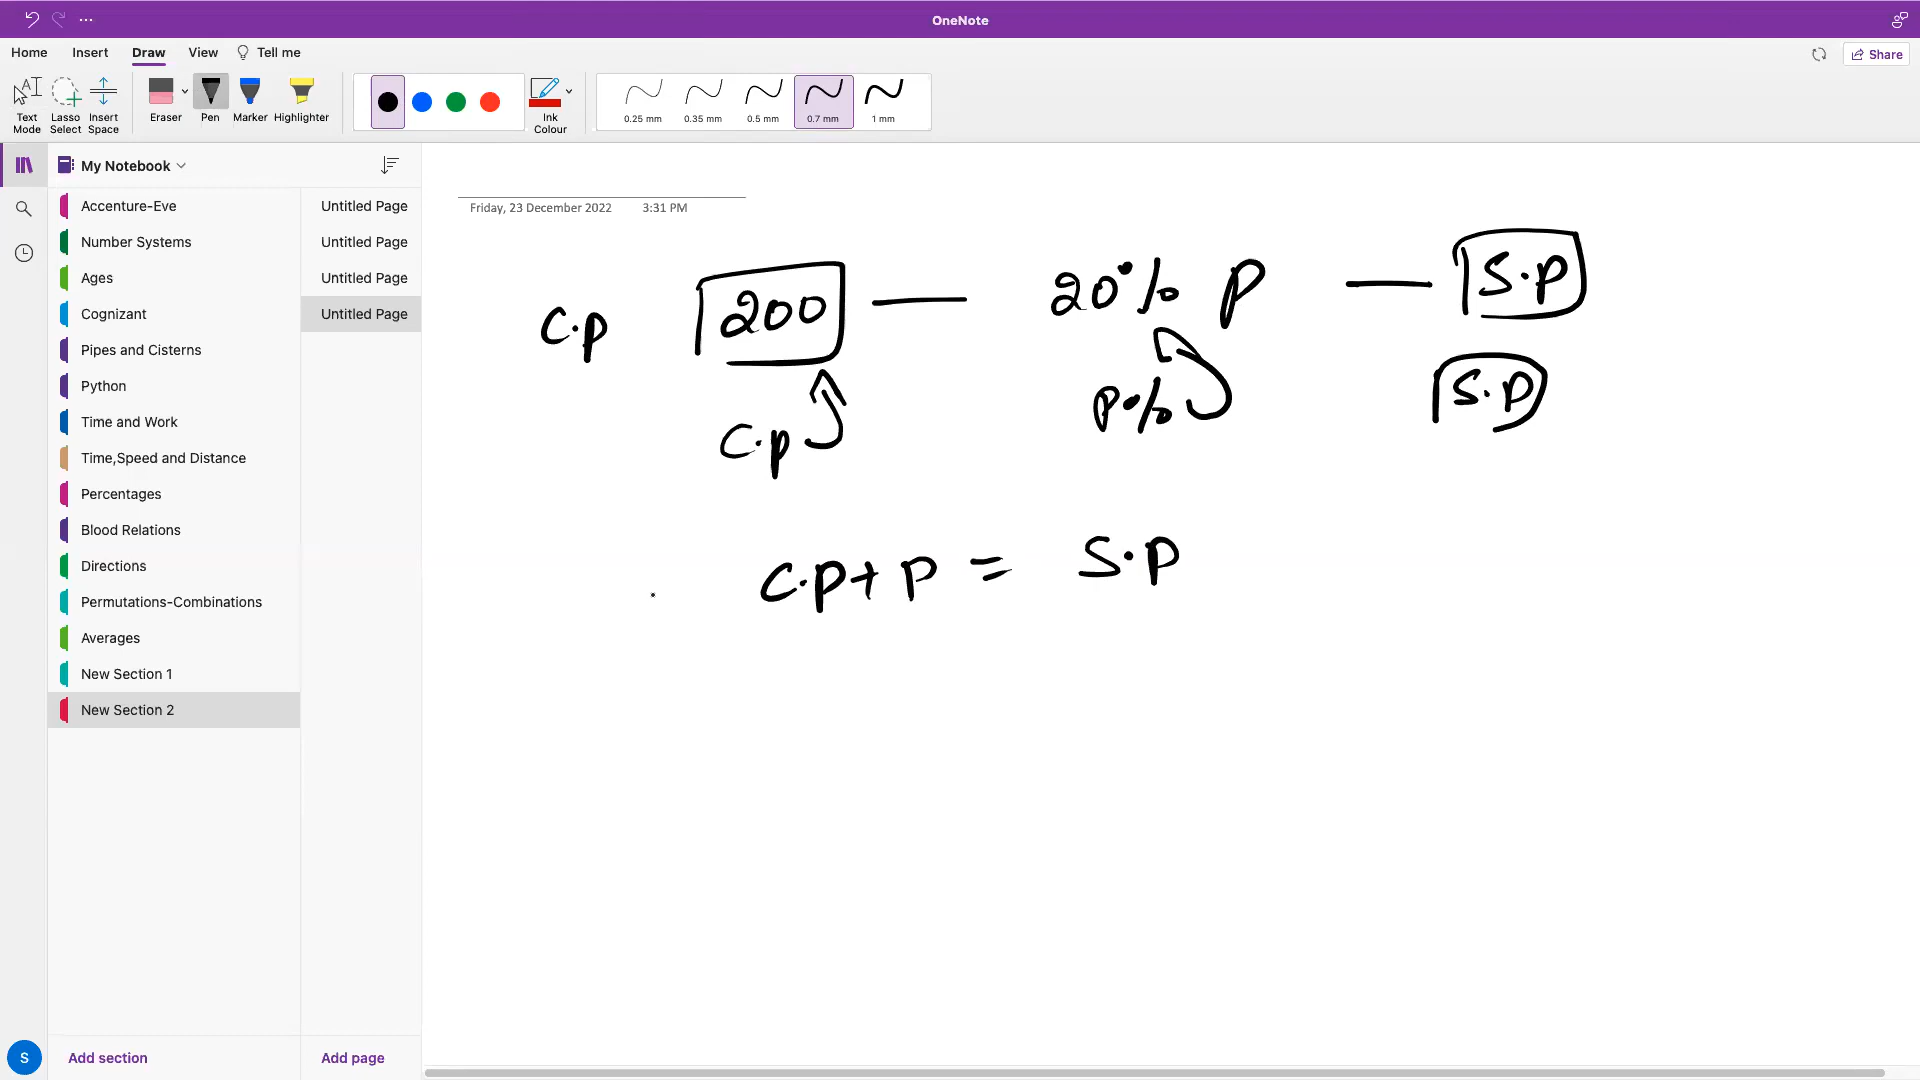 OneNote
Home Insert Draw View Tell me
Share
Text Mode
Lasso Select
Insert Space
Eraser
Pen
Marker
Highlighter
Ink Colour
0.25 mm
0.35 mm
0.5 mm
0.7 mm
1 mm
My Notebook
Accenture-Eve
Number Systems
Ages
Cognizant
Pipes and Cisterns
Python
Time and Work
Time,Speed and Distance
Percentages
Blood Relations
Directions
Permutations-Combinations
Averages
New Section 1
New Section 2
Untitled Page
Untitled Page
Untitled Page
Untitled Page
Friday, 23 December 2022 3:31 PM
C.P 200 — 20% P — S.P
C.P P% S.P
C.P + P = S.P
S
Add section
Add page